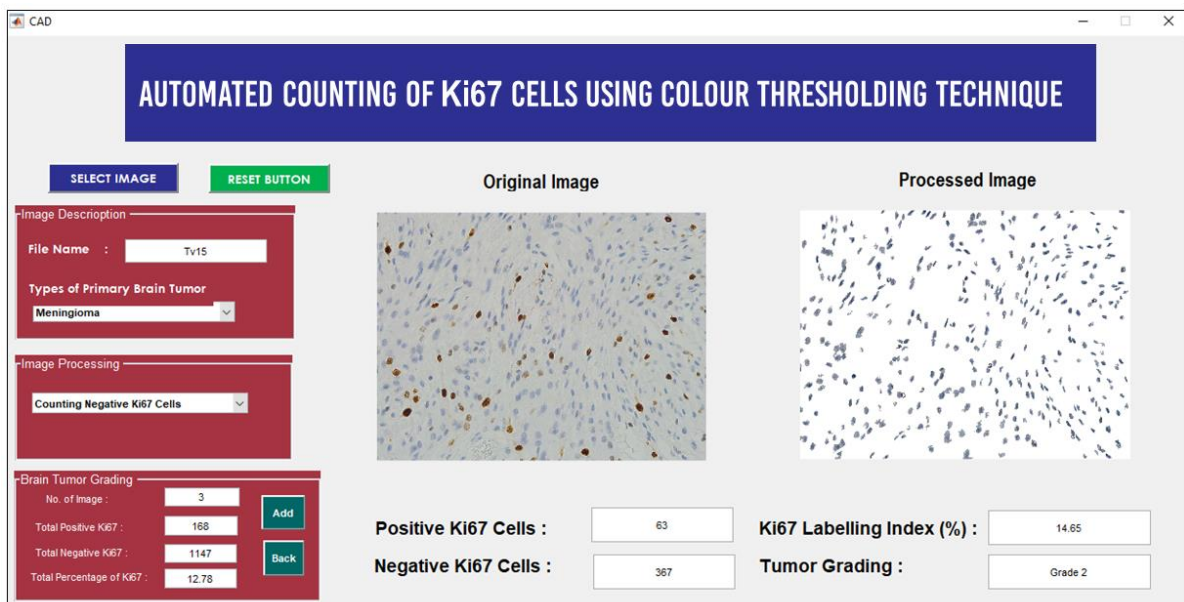 CAD
AUTOMATED COUNTING OF Ki67 CELLS USING COLOUR THRESHOLDING TECHNIQUE
SELECT IMAGE
RESET BUTTON
Original Image
Processed Image
Image Descrioption
File Name :
Tv15
Types of Primary Brain Tumor
Meningioma
Image Processing
Counting Negative Ki67 Cells
Brain Tumor Grading
No. of Image :
3
Total Positive Ki67 :
168
Total Negative Ki67 :
1147
Total Percentage of Ki67 :
12.78
Add
Back
Positive Ki67 Cells :
63
Negative Ki67 Cells :
367
Ki67 Labelling Index (%) :
14.65
Tumor Grading :
Grade 2